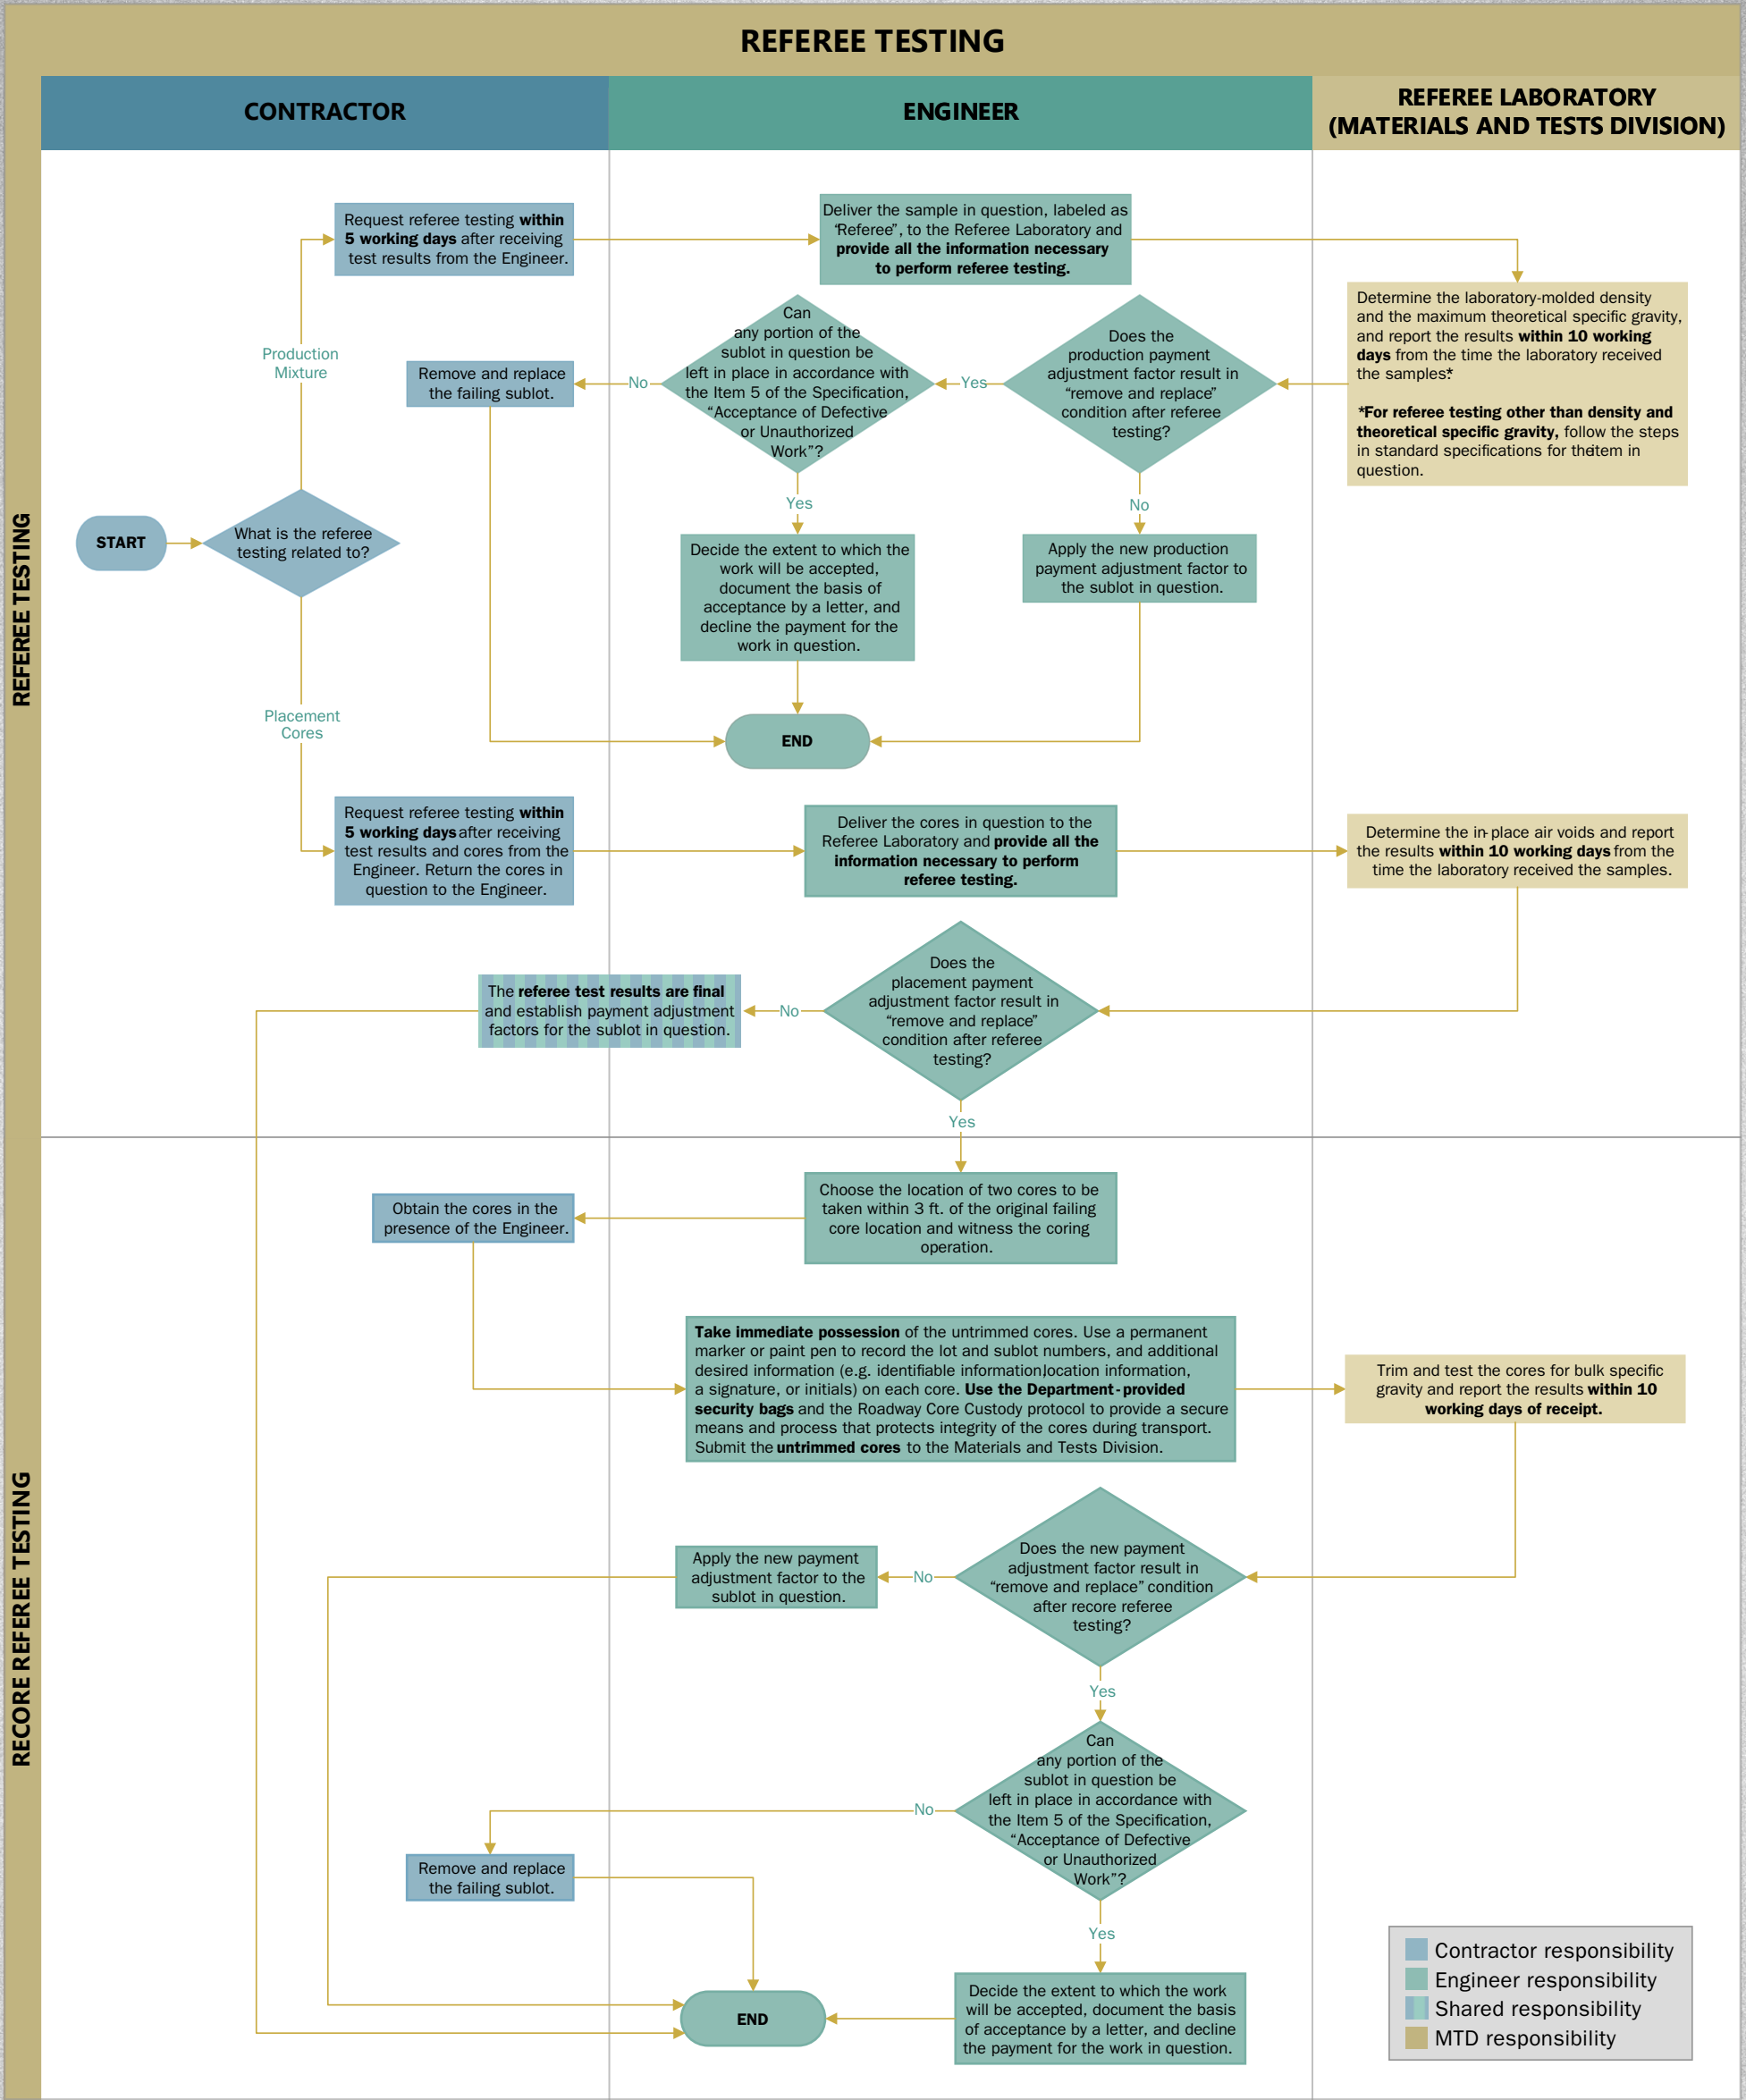 REFEREE TESTING
CONTRACTOR
ENGINEER
REFEREE LABORATORY
(MATERIALS AND TESTS DIVISION)
REFEREE TESTING
Request referee testing within
5 working days after receiving
test results from the Engineer.
Deliver the sample in question, labeled as
“Referee”, to the Referee Laboratory and
provide all the information necessary
to perform referee testing.
Determine the laboratory-molded density
and the maximum theoretical specific gravity,
and report the results within 10 working
days from the time the laboratory received
the samples.*
*For referee testing other than density and
theoretical specific gravity, follow the steps
in standard specifications for the item in
question.
Does the
production payment
adjustment factor result in
“remove and replace”
condition after referee
testing?
Yes
No
Can
any portion of the
sublot in question be
left in place in accordance with
the Item 5 of the Specification,
“Acceptance of Defective
or Unauthorized
Work”?
No
Yes
Remove and replace
the failing sublot.
Production
Mixture
START
What is the referee
testing related to?
Decide the extent to which the
work will be accepted,
document the basis of
acceptance by a letter, and
decline the payment for the
work in question.
Apply the new production
payment adjustment factor to
the sublot in question.
END
Placement
Cores
Request referee testing within
5 working days after receiving
test results and cores from the
Engineer. Return the cores in
question to the Engineer.
Deliver the cores in question to the
Referee Laboratory and provide all the
information necessary to perform
referee testing.
Determine the in-place air voids and report
the results within 10 working days from the
time the laboratory received the samples.
Does the
placement payment
adjustment factor result in
“remove and replace”
condition after referee
testing?
No
Yes
The referee test results are final
and establish payment adjustment
factors for the sublot in question.
RECORE REFEREE TESTING
Choose the location of two cores to be
taken within 3 ft. of the original failing
core location and witness the coring
operation.
Obtain the cores in the
presence of the Engineer.
Take immediate possession of the untrimmed cores. Use a permanent
marker or paint pen to record the lot and sublot numbers, and additional
desired information (e.g. identifiable information,location information,
a signature, or initials) on each core. Use the Department-provided
security bags and the Roadway Core Custody protocol to provide a secure
means and process that protects integrity of the cores during transport.
Submit the untrimmed cores to the Materials and Tests Division.
Trim and test the cores for bulk specific
gravity and report the results within 10
working days of receipt.
Does the new payment
adjustment factor result in
“remove and replace” condition
after recore referee
testing?
No
Yes
Apply the new payment
adjustment factor to the
sublot in question.
Can
any portion of the
sublot in question be
left in place in accordance with
the Item 5 of the Specification,
“Acceptance of Defective
or Unauthorized
Work”?
No
Yes
Remove and replace
the failing sublot.
Decide the extent to which the work
will be accepted, document the basis
of acceptance by a letter, and decline
the payment for the work in question.
END
Contractor responsibility
Engineer responsibility
Shared responsibility
MTD responsibility